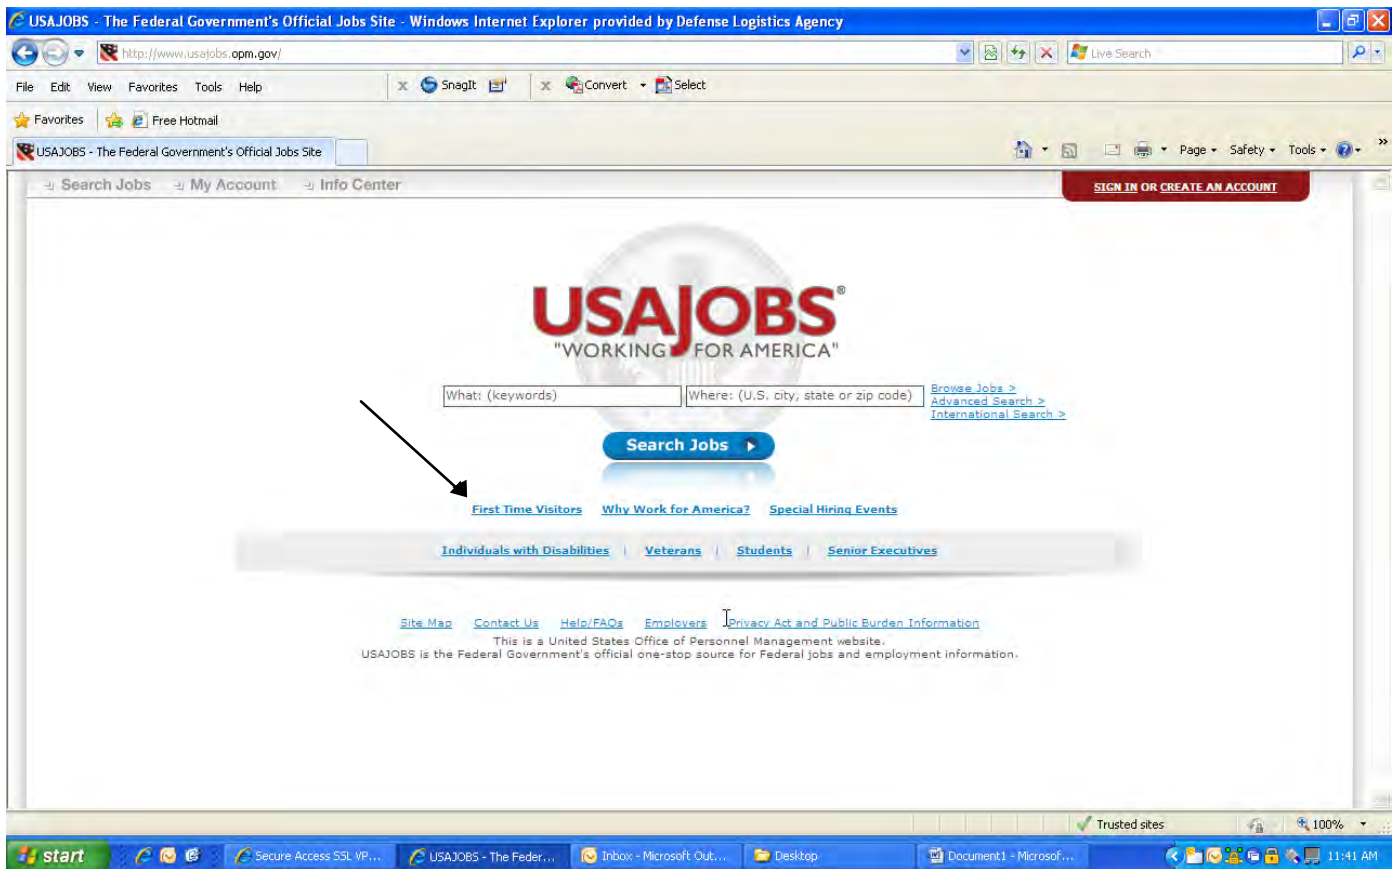 USAJOBS - The Federal Government's Official Jobs Site - Windows Internet Explorer provided by Defense Logistics Agency
http://www.usajobs.opm.gov/ Live Search
File Edit View Favorites Tools Help x SnagIt x Convert Select
Favorites Free Hotmail
USAJOBS - The Federal Government's Official Jobs Site Page Safety Tools »
Search Jobs My Account Info Center SIGN IN OR CREATE AN ACCOUNT
USAJOBS®
"WORKING FOR AMERICA"
What: (keywords) Where: (U.S. city, state or zip code) Browse Jobs >
Advanced Search >
International Search >
Search Jobs
First Time Visitors Why Work for America? Special Hiring Events
Individuals with Disabilities | Veterans | Students | Senior Executives
Site Map Contact Us Help/FAQs Employers Privacy Act and Public Burden Information
This is a United States Office of Personnel Management website.
USAJOBS is the Federal Government's official one-stop source for Federal jobs and employment information.
Trusted sites 100%
start Secure Access SSL VP... USAJOBS - The Feder... Inbox - Microsoft Out... Desktop Document1 - Microsof... 11:41 AM